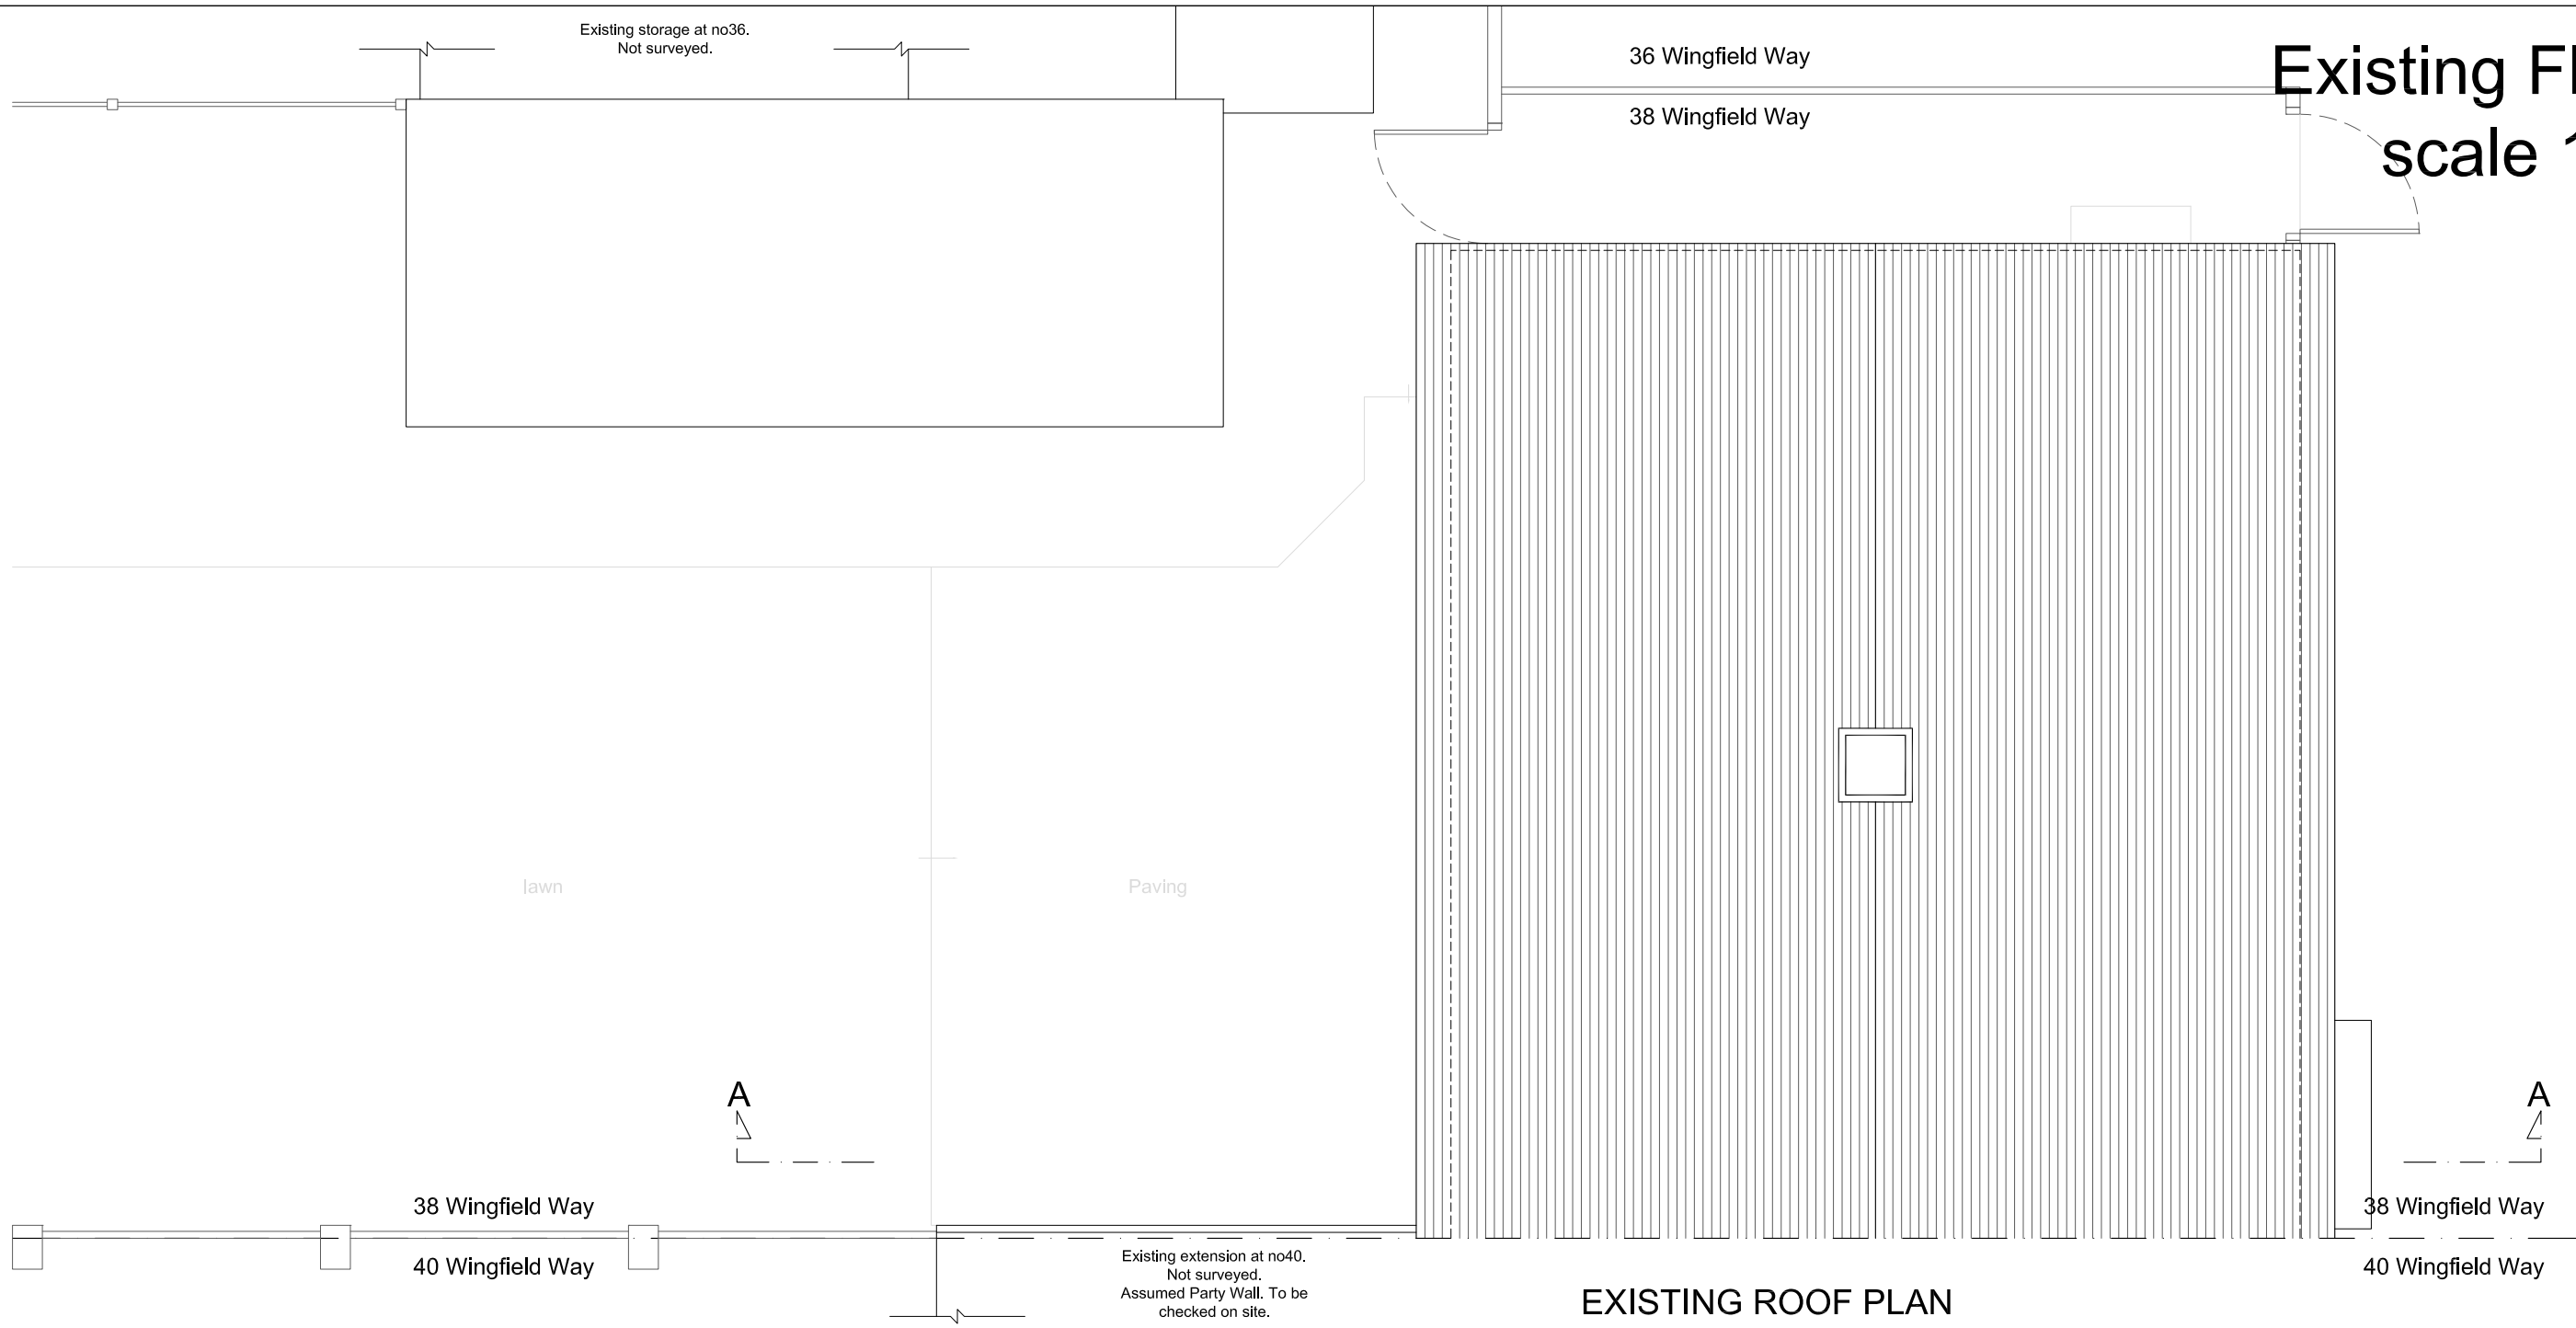 Existing storage at no36.
Not surveyed.
36 Wingfield Way
38 Wingfield Way
Existing Fl
scale 1
lawn
Paving
A
A
38 Wingfield Way
40 Wingfield Way
38 Wingfield Way
40 Wingfield Way
Existing extension at no40.
Not surveyed.
Assumed Party Wall. To be
checked on site.
EXISTING ROOF PLAN